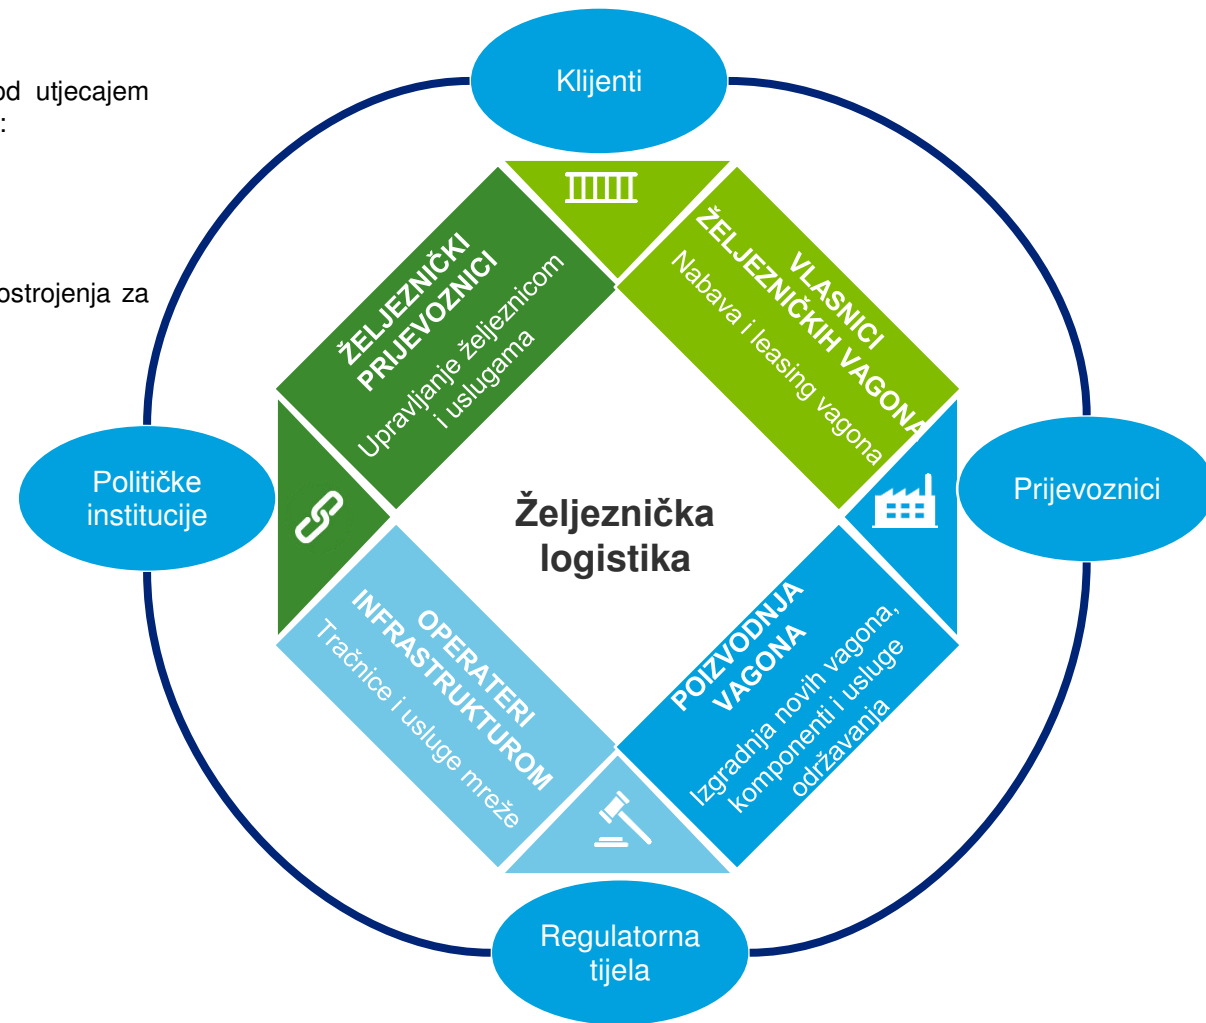 od utjecajem
:
ostrojenja za
Klijenti
ŽELJEZNIČKI
PRIJEVOZNICI
Upravljanje željeznicom
i uslugama
VLASNICI
ŽELJEZNIČKIH VAGONA
Nabava i leasing vagona
Političke
institucije
Željeznička
logistika
Prijevoznici
OPERATERI
INFRASTRUKTUROM
Tračnice i usluge mreže
POIZVODNJA
VAGONA
Izgradnja novih vagona,
komponenti i usluge
održavanja
Regulatorna
tijela